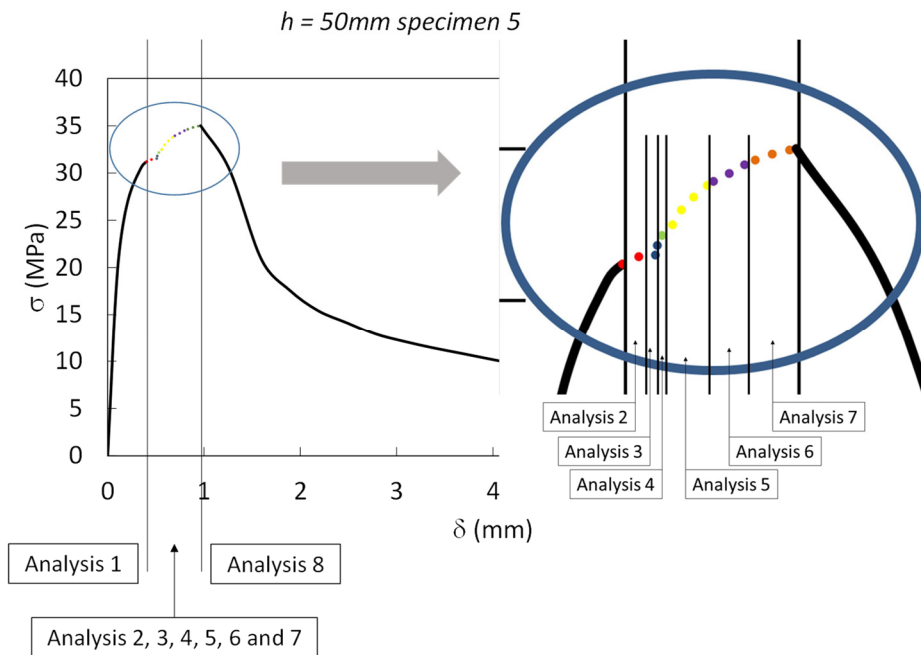 h = 50mm specimen 5
40
35
30
25
20
15
10
5
0
σ (MPa)
0 1 2 3 4
δ (mm)
Analysis 1
Analysis 8
Analysis 2, 3, 4, 5, 6 and 7
Analysis 2
Analysis 7
Analysis 3
Analysis 6
Analysis 4
Analysis 5